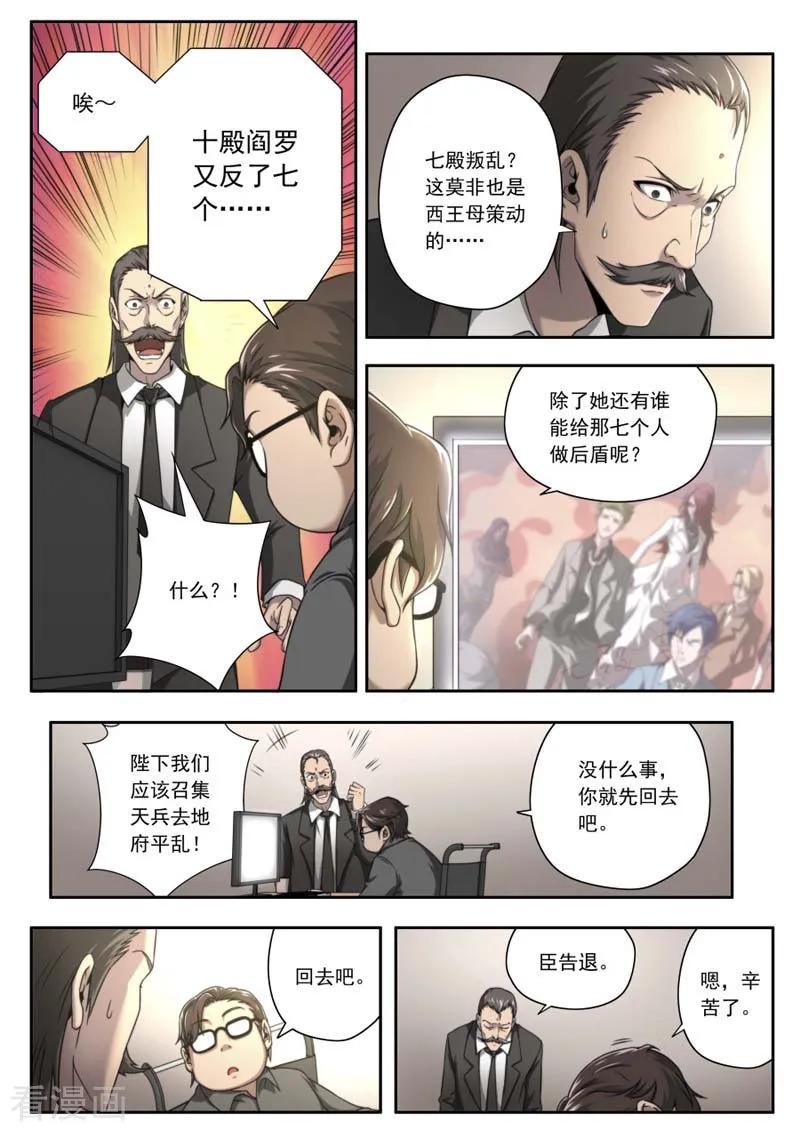 唉～
十殿阎罗
又反了七
个……
什么？！
七殿叛乱？
这莫非也是
西王母策动
的……
除了她还有谁
能给那七个人
做后盾呢？
陛下我们
应该召集
天兵去地
府平乱！
没什么事，
你就先回去
吧。
回去吧。
臣告退。
嗯，辛
苦了。
看漫画